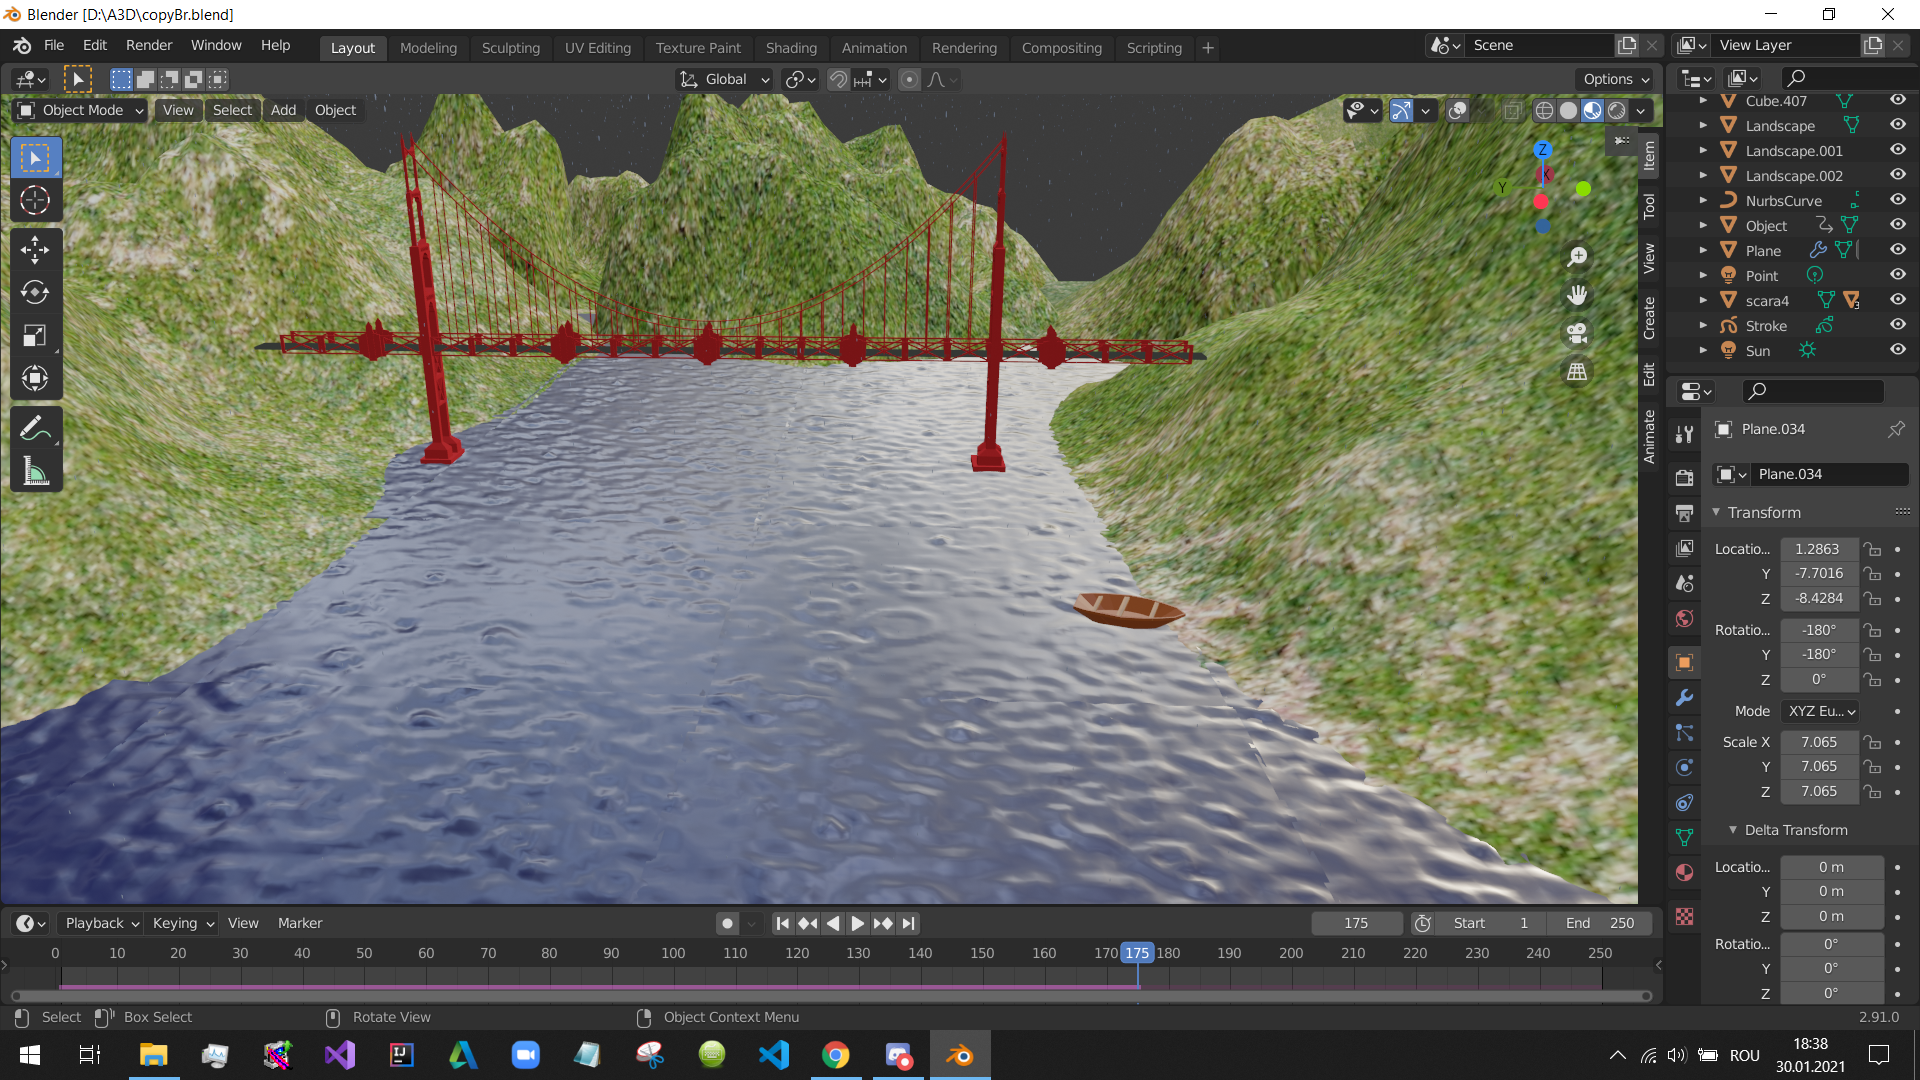 Blender [D:\A3D\copyBr.blend]
File Edit Render Window Help Layout Modeling Sculpting UV Editing Texture Paint Shading Animation Rendering Compositing Scripting + Scene View Layer
Global Options
Object Mode View Select Add Object
Cube.407
Landscape
Landscape.001
Landscape.002
NurbsCurve
Object
Plane
Point
scara4 3
Stroke
Sun
Z
X
Y
Item
Tool
View
Create
Edit
Animate
Plane.034
Plane.034
Transform
Locatio... 1.2863
Y -7.7016
Z -8.4284
Rotatio... -180°
Y -180°
Z 0°
Mode XYZ Eu...
Scale X 7.065
Y 7.065
Z 7.065
Delta Transform
Locatio... 0 m
Y 0 m
Z 0 m
Rotatio... 0°
Y 0°
Z 0°
Playback Keying View Marker 175 Start 1 End 250
0 10 20 30 40 50 60 70 80 90 100 110 120 130 140 150 160 170 175 180 190 200 210 220 230 240 250
Select Box Select Rotate View Object Context Menu 2.91.0
IJ
ROU
18:38
30.01.2021